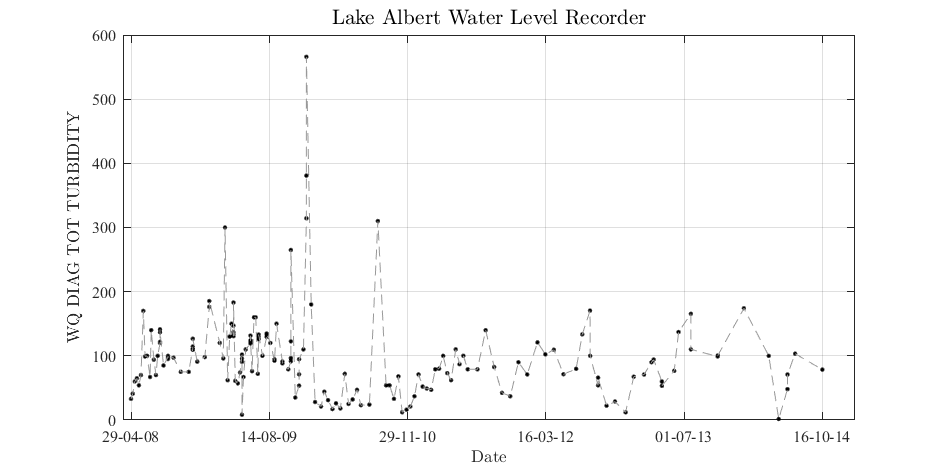 Lake Albert Water Level Recorder
WQ DIAG TOT TURBIDITY
600
500
400
300
200
100
0
29-04-08 14-08-09 29-11-10 16-03-12 01-07-13 16-10-14
Date